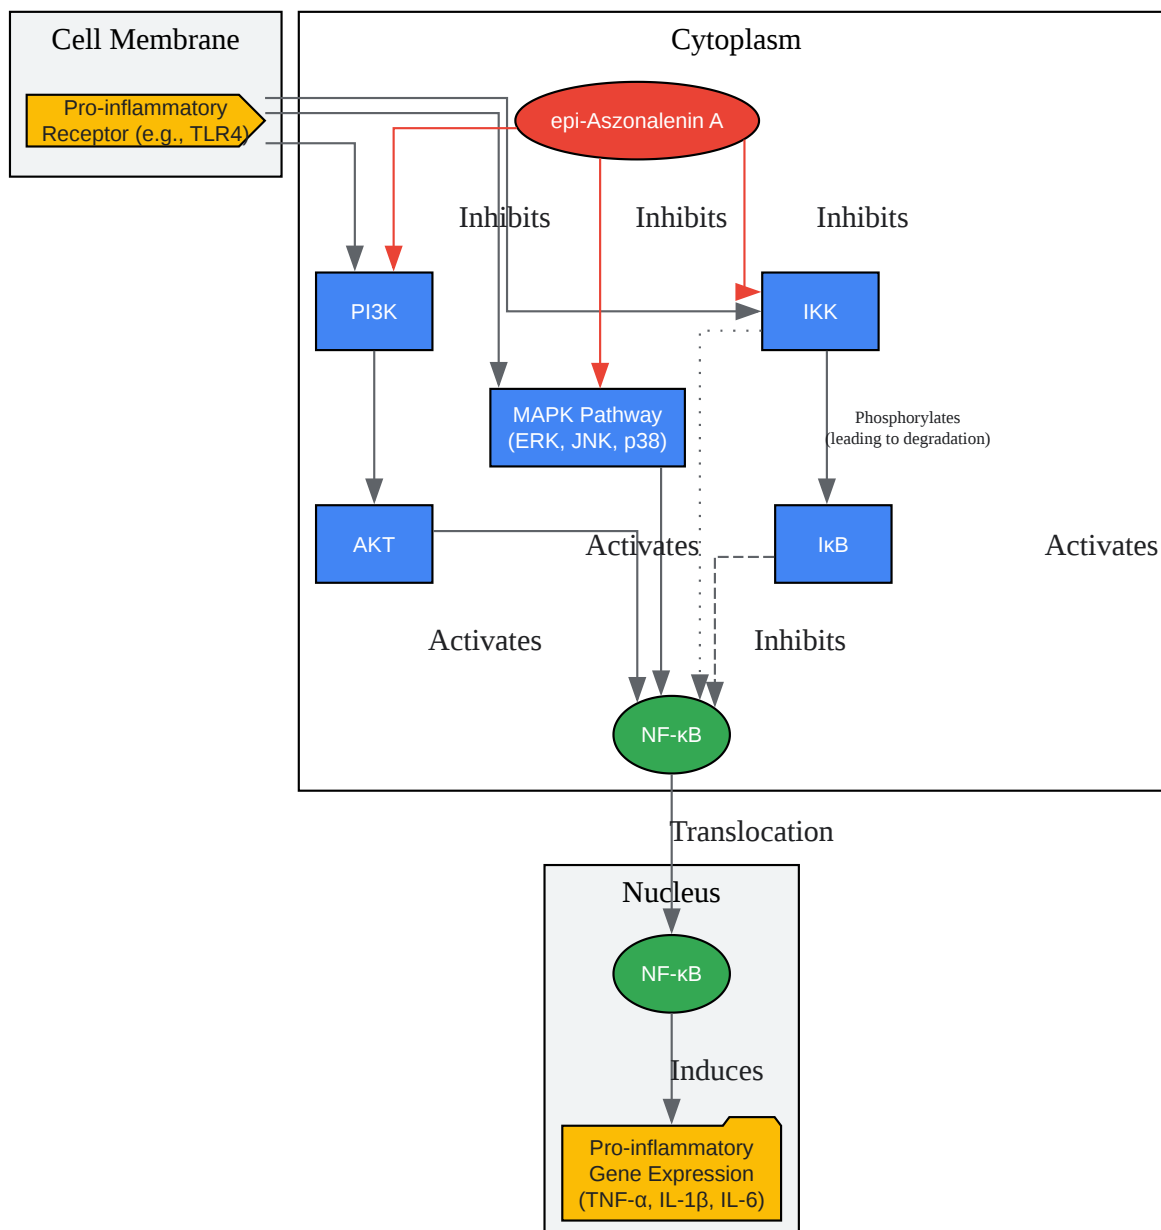 Cell Membrane
Cytoplasm
Pro-inflammatory
Receptor (e.g., TLR4)
epi-Aszonalenin A
Inhibits
Inhibits
Inhibits
PI3K
IKK
MAPK Pathway
(ERK, JNK, p38)
Phosphorylates
(leading to degradation)
AKT
Activates
IκB
Activates
Activates
Inhibits
NF-κB
Translocation
Nucleus
NF-κB
Induces
Pro-inflammatory
Gene Expression
(TNF-α, IL-1β, IL-6)